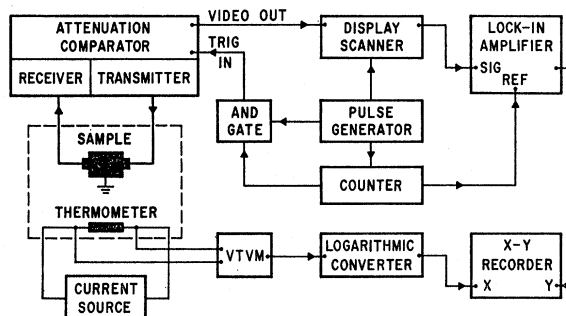 ATTENUATION
COMPARATOR
RECEIVER
TRANSMITTER
VIDEO OUT
TRIG
IN
DISPLAY
SCANNER
LOCK-IN
AMPLIFIER
SIG
REF
AND
GATE
PULSE
GENERATOR
COUNTER
SAMPLE
THERMOMETER
VTVM
LOGARITHMIC
CONVERTER
X-Y
RECORDER
X
Y
CURRENT
SOURCE